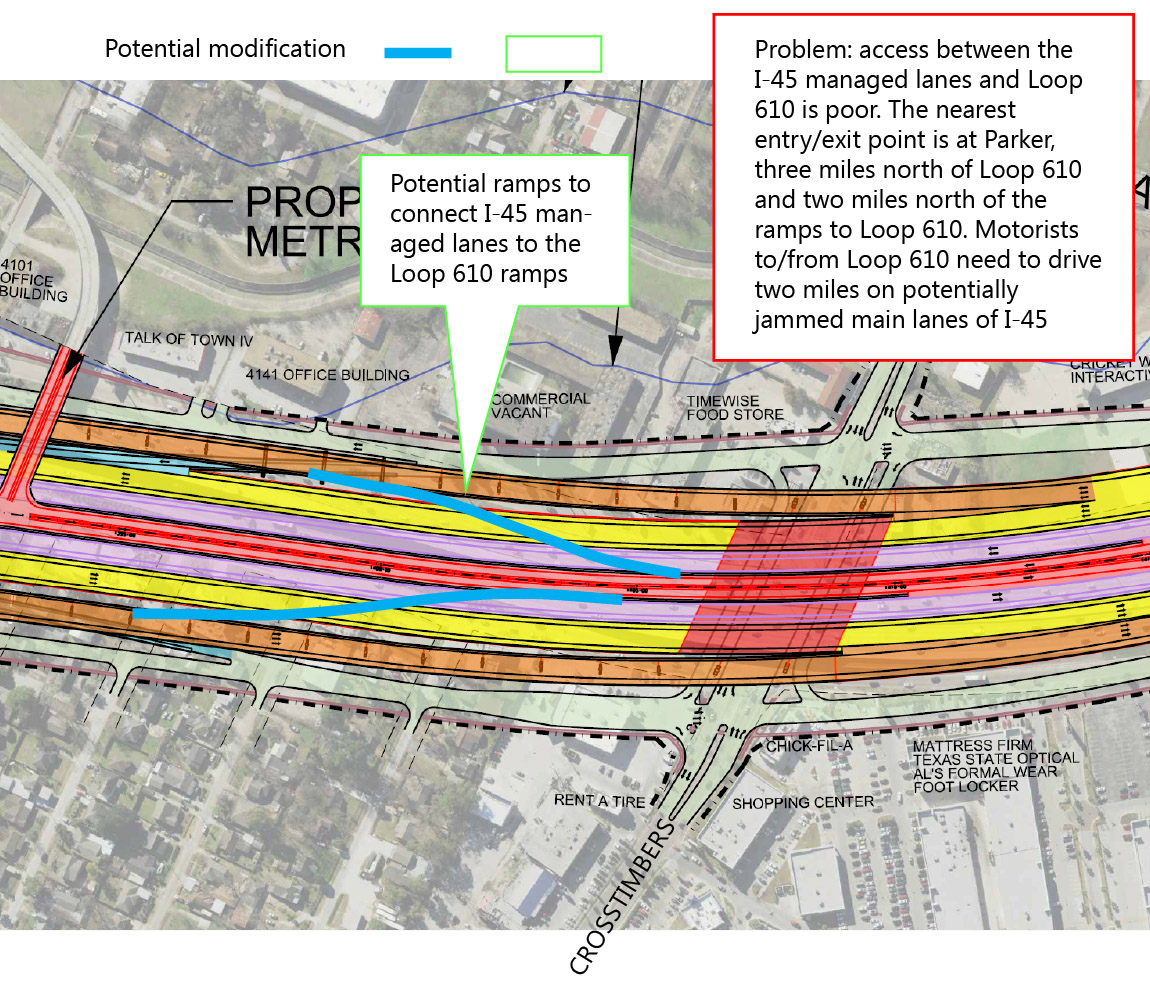 Potential modification
Problem: access between the
I-45 managed lanes and Loop
610 is poor. The nearest
entry/exit point is at Parker,
three miles north of Loop 610
and two miles north of the
ramps to Loop 610. Motorists
to/from Loop 610 need to drive
two miles on potentially
jammed main lanes of I-45
Potential ramps to
connect I-45 man-
aged lanes to the
Loop 610 ramps
PROP
METR
4101
OFFICE
BUILDING
TALK OF TOWN IV
4141 OFFICE BUILDING
COMMERCIAL
VACANT
TIMEWISE
FOOD STORE
CRICKET W
INTERACTIV
CHICK-FIL-A
MATTRESS FIRM
TEXAS STATE OPTICAL
AL'S FORMAL WEAR
FOOT LOCKER
RENT A TIRE
SHOPPING CENTER
CROSSTIMBERS